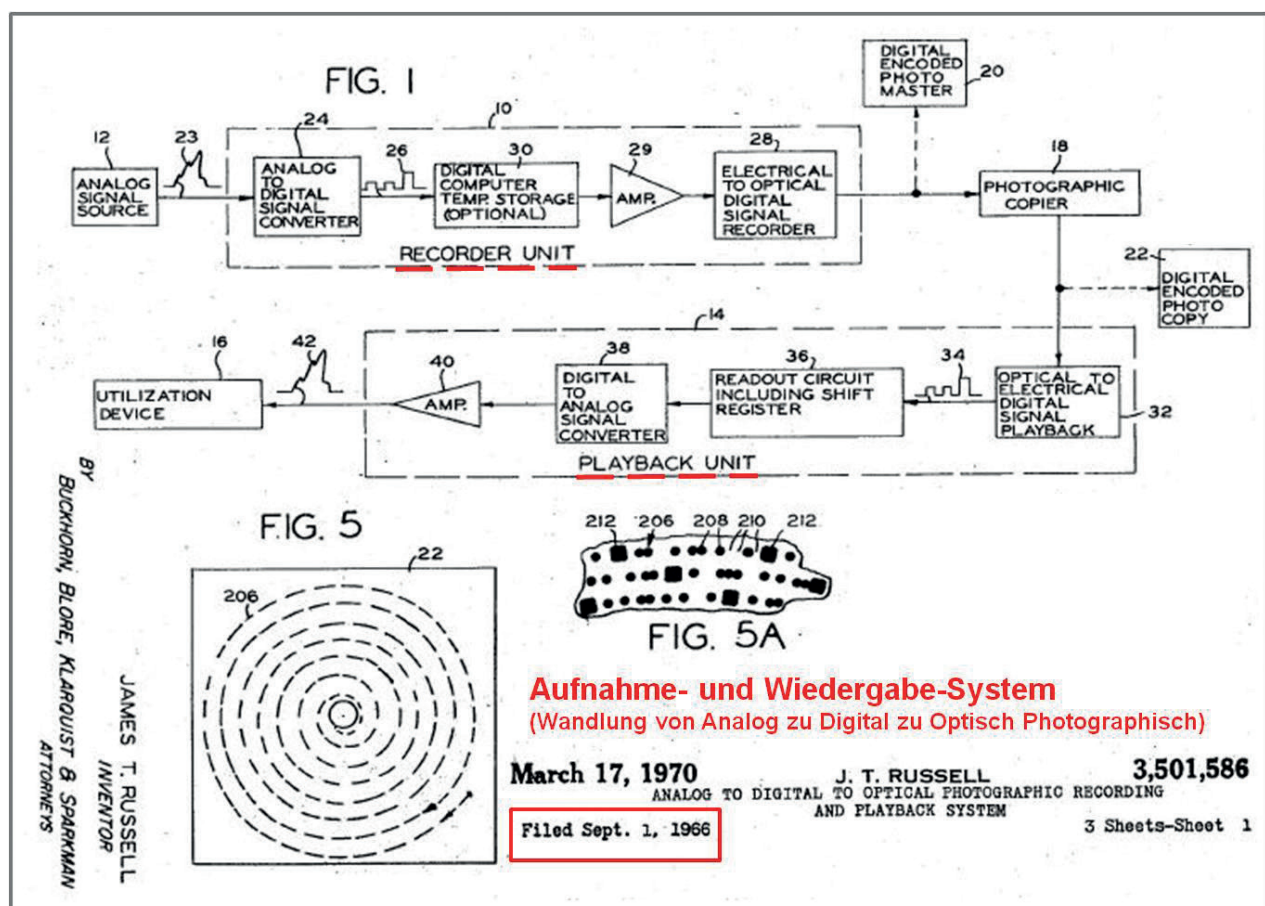 FIG. 1
DIGITAL
ENCODED
PHOTO
MASTER
20
10
24
12
23
ANALOG
SIGNAL
SOURCE
ANALOG
TO
DIGITAL
SIGNAL
CONVERTER
26
30
DIGITAL
COMPUTER
TEMP. STORAGE
(OPTIONAL)
29
AMP.
28
ELECTRICAL
TO OPTICAL
DIGITAL
SIGNAL
RECORDER
18
PHOTOGRAPHIC
COPIER
RECORDER UNIT
22
DIGITAL
ENCODED
PHOTO
COPY
14
16
UTILIZATION
DEVICE
42
40
AMP.
38
DIGITAL
TO
ANALOG
SIGNAL
CONVERTER
36
READOUT CIRCUIT
INCLUDING SHIFT
REGISTER
34
OPTICAL TO
ELECTRICAL
DIGITAL
SIGNAL
PLAYBACK
32
PLAYBACK UNIT
FIG. 5
22
206
212 206 208 210 212
FIG. 5A
Aufnahme- und Wiedergabe-System
(Wandlung von Analog zu Digital zu Optisch Photographisch)
March 17, 1970 J. T. RUSSELL 3,501,586
ANALOG TO DIGITAL TO OPTICAL PHOTOGRAPHIC RECORDING
AND PLAYBACK SYSTEM
Filed Sept. 1, 1966 3 Sheets-Sheet 1
JAMES T. RUSSELL
INVENTOR
BY
BUCKHORN, BLORE, KLARQUIST & SPARKMAN
ATTORNEYS